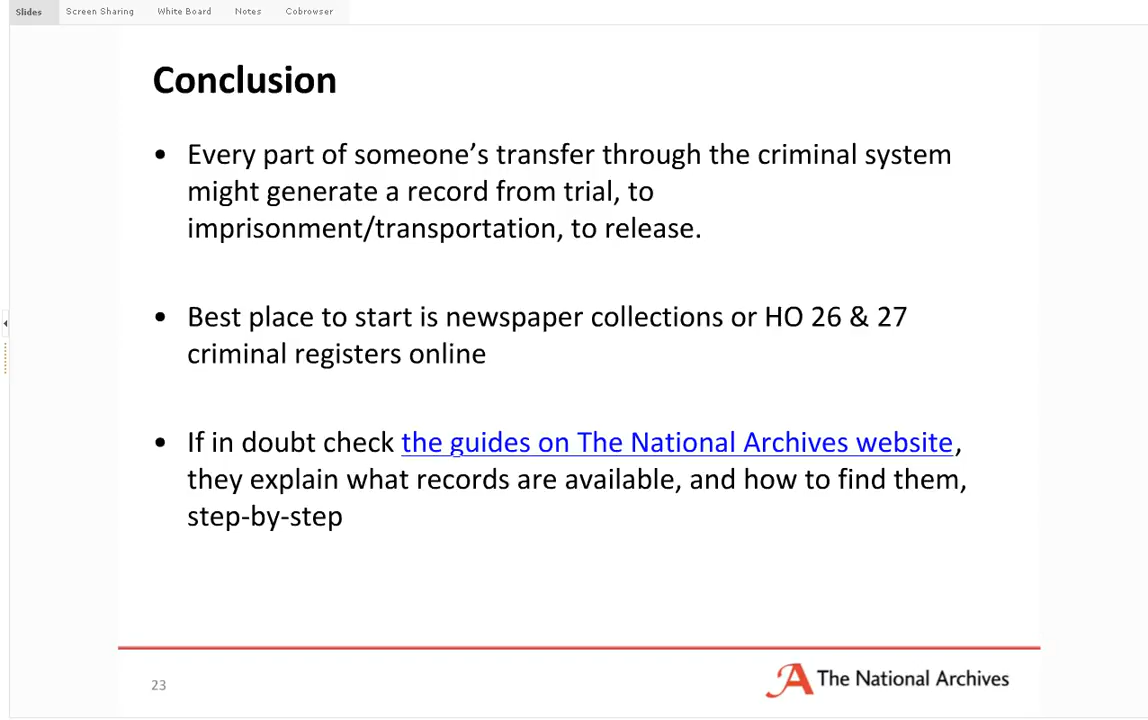 Slides Screen Sharing White Board Notes Cobrowser
Conclusion
• Every part of someone’s transfer through the criminal system
might generate a record from trial, to
imprisonment/transportation, to release.
• Best place to start is newspaper collections or HO 26 & 27
criminal registers online
• If in doubt check the guides on The National Archives website,
they explain what records are available, and how to find them,
step-by-step
23
The National Archives